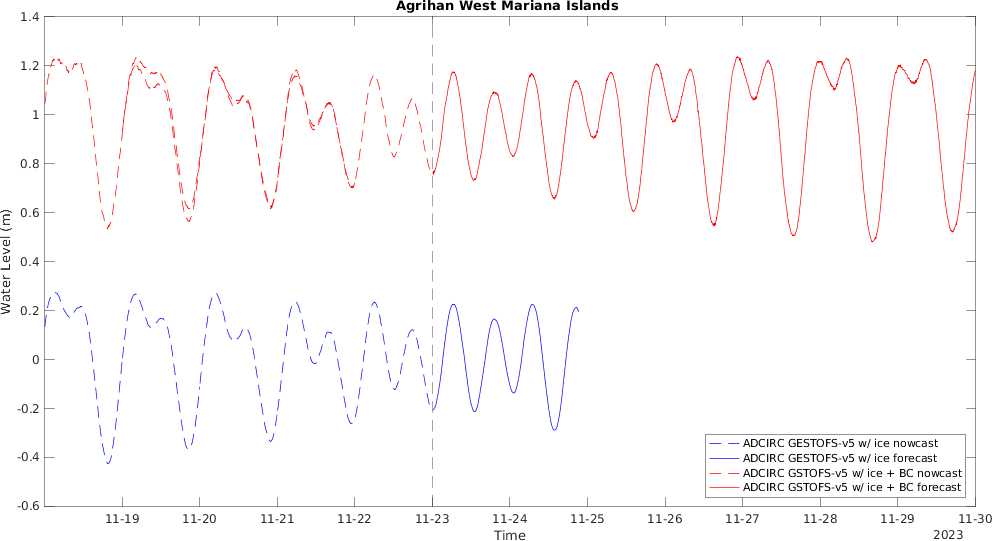 Agrihan West Mariana Islands
1.4
1.2
1
0.8
0.6
0.4
0.2
0
-0.2
-0.4
-0.6
Water Level (m)
ADCIRC GESTOFS-v5 w/ ice nowcast
ADCIRC GESTOFS-v5 w/ ice forecast
ADCIRC GSTOFS-v5 w/ ice + BC nowcast
ADCIRC GSTOFS-v5 w/ ice + BC forecast
11-19 11-20 11-21 11-22 11-23 11-24 11-25 11-26 11-27 11-28 11-29 11-30
Time
2023